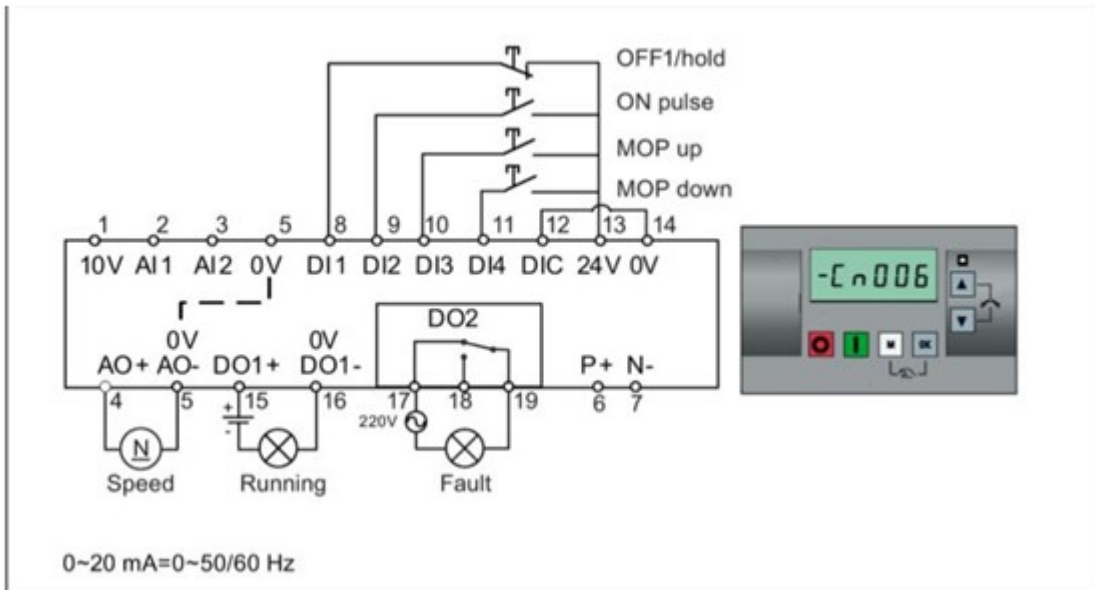 OFF1/hold
ON pulse
MOP up
MOP down
1 2 3 5 8 9 10 11 12 13 14
10V AI1 AI2 0V DI1 DI2 DI3 DI4 DIC 24V 0V
-Cn006
DO2
0V 0V
AO+ AO- DO1+ DO1- P+ N-
M OK
4 5 15 16 17 18 19 6 7
+
-
220V
N
Speed Running Fault
0~20 mA=0~50/60 Hz